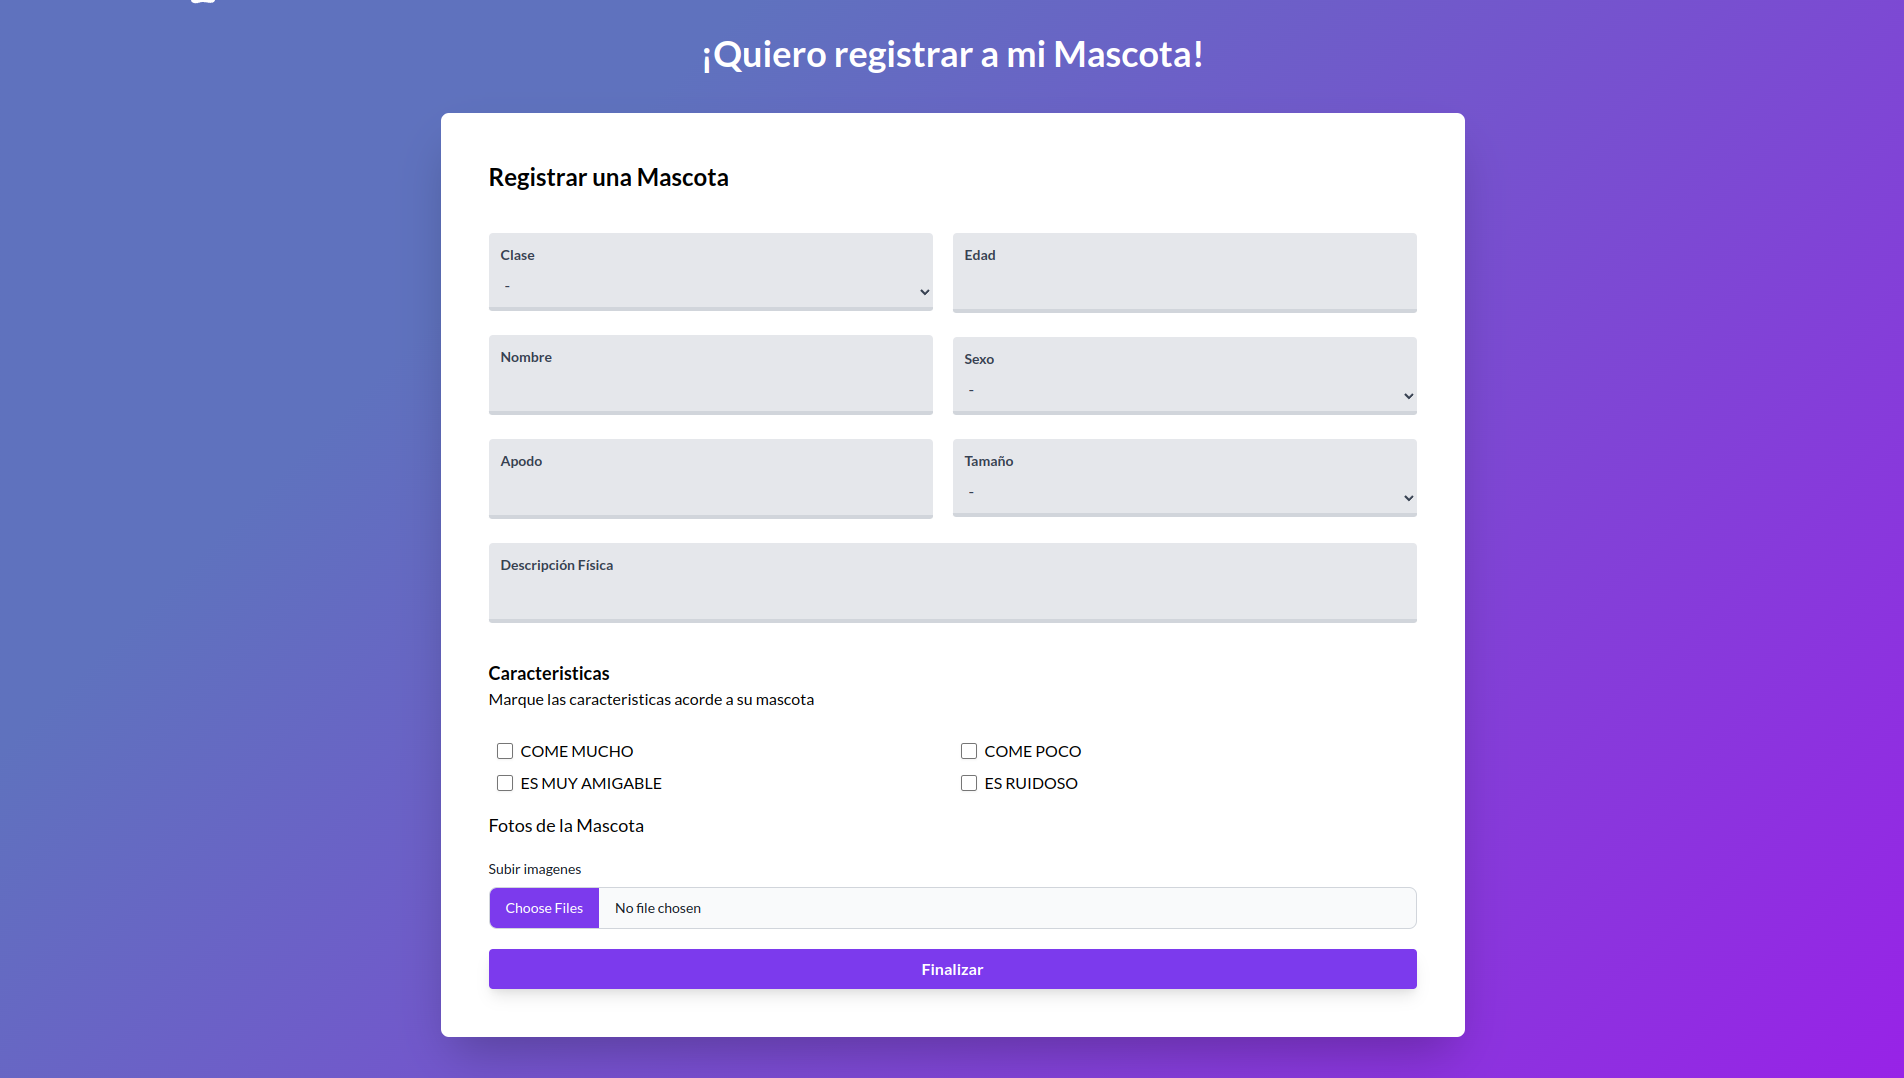 ¡Quiero registrar a mi Mascota!
Registrar una Mascota
Clase
-
Edad
Nombre
Sexo
-
Apodo
Tamaño
-
Descripción Física
Caracteristicas
Marque las caracteristicas acorde a su mascota
COME MUCHO
COME POCO
ES MUY AMIGABLE
ES RUIDOSO
Fotos de la Mascota
Subir imagenes
Choose Files No file chosen
Finalizar